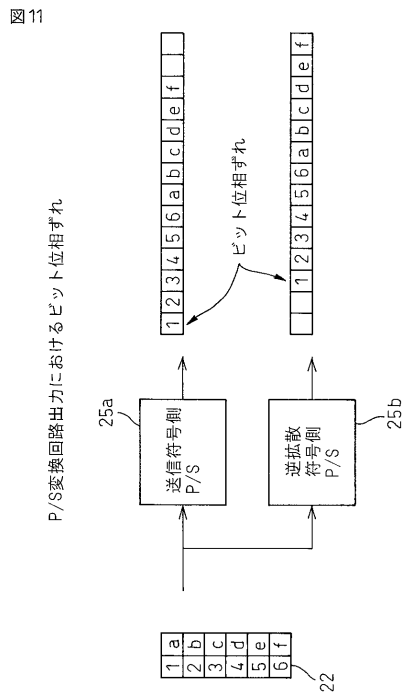 図11
P/S変換回路出力におけるビット位相ずれ
1 a
2 b
3 c
4 d
5 e
6 f
22
25a
送信符号側
P/S
1 2 3 4 5 6 a b c d e f
ビット位相ずれ
25b
逆拡散
符号側
P/S
1 2 3 4 5 6 a b c d e f